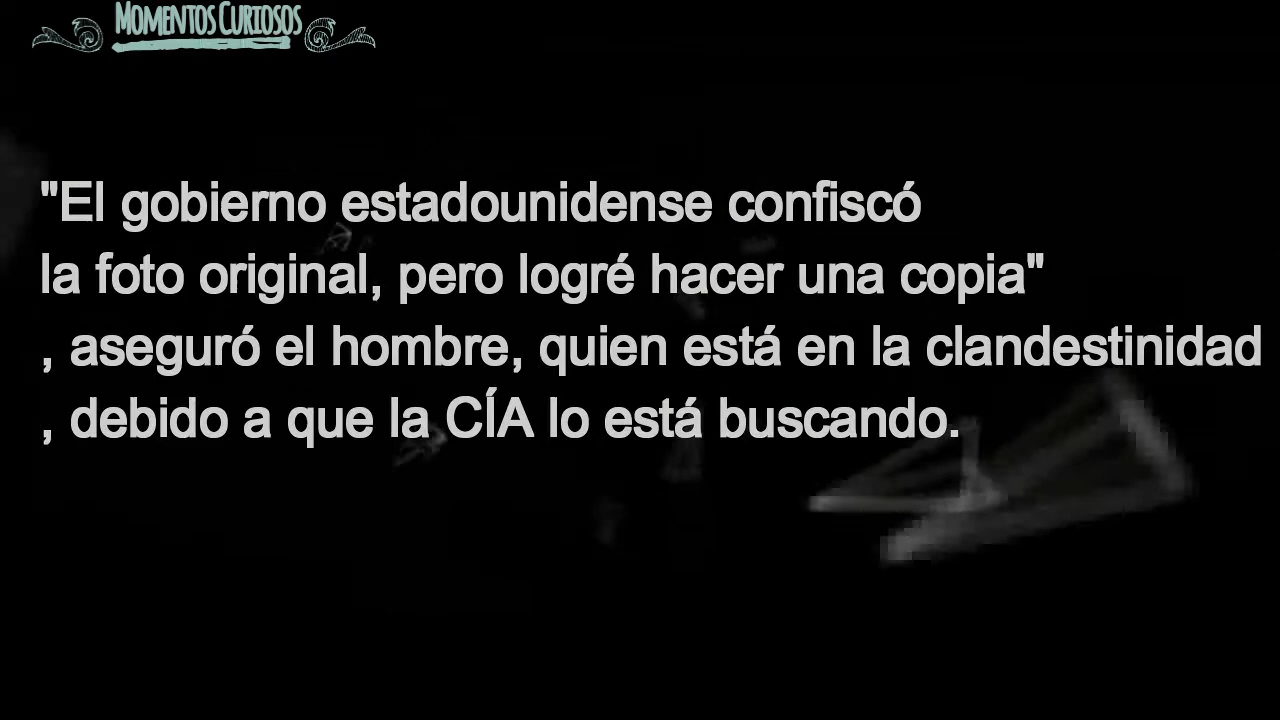 MOMENTOS CURIOSOS
"El gobierno estadounidense confiscó
la foto original, pero logré hacer una copia"
, aseguró el hombre, quien está en la clandestinidad
, debido a que la CÍA lo está buscando.